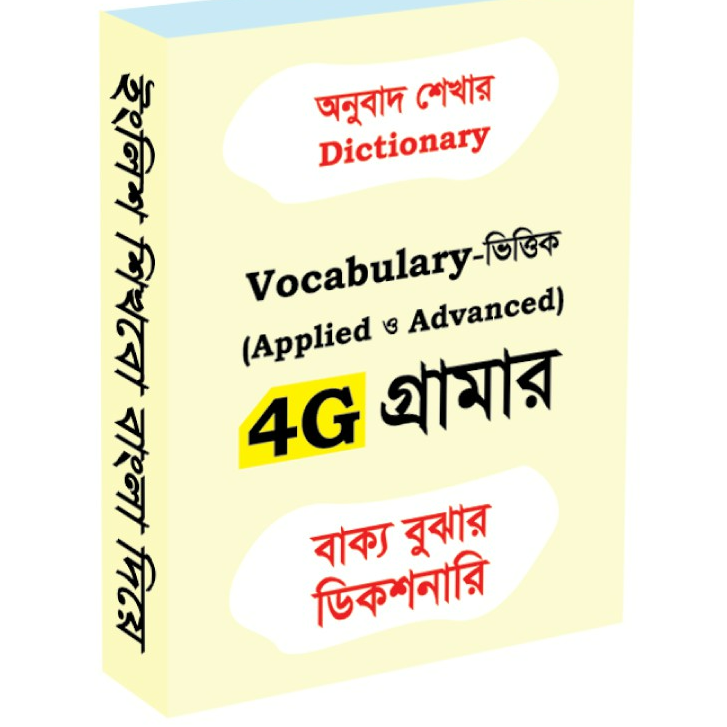 ইংলিশ শিখবো বাংলা দিয়ে
অনুবাদ শেখার
Dictionary
Vocabulary-ভিত্তিক
(Applied ও Advanced)
4G গ্রামার
বাক্য বুঝার
ডিকশনারি